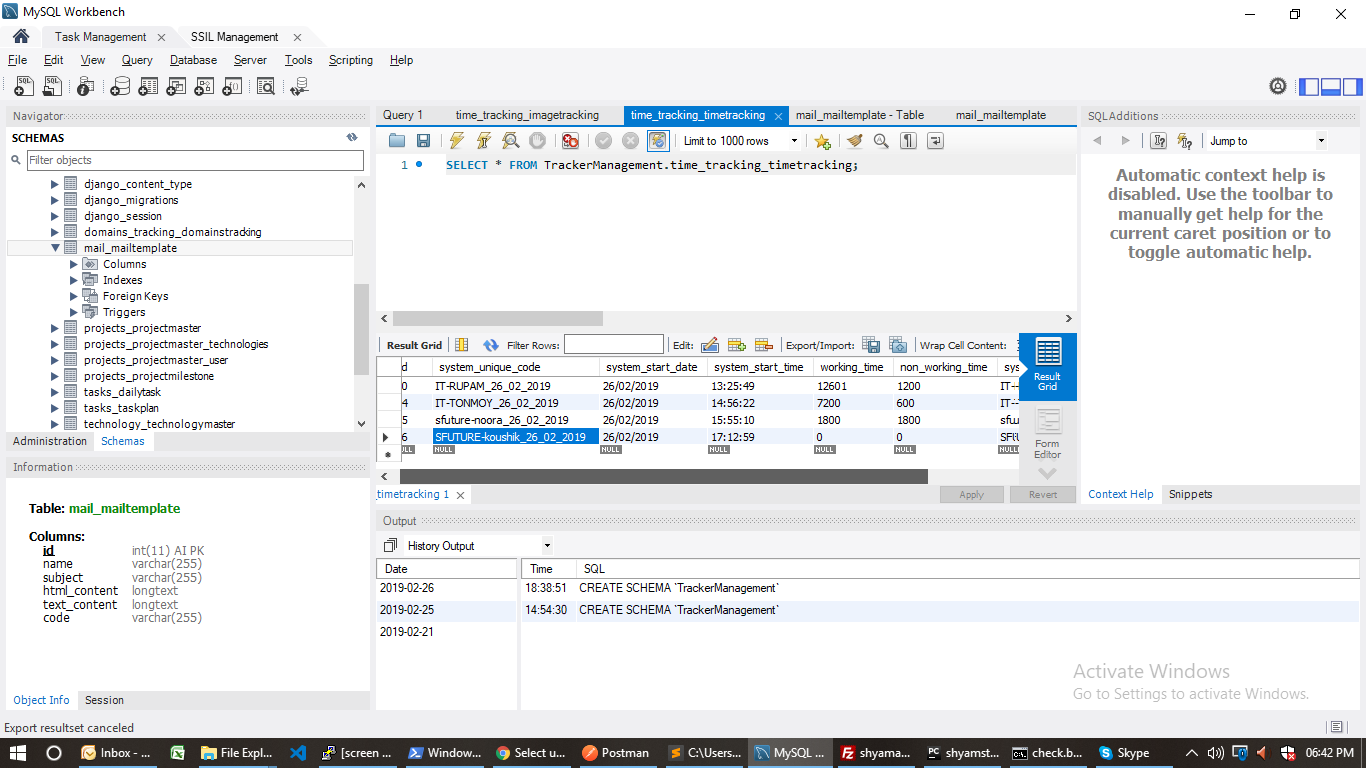 MySQL Workbench
Task Management SSIL Management
File Edit View Query Database Server Tools Scripting Help
Navigator
SCHEMAS
Filter objects
django_content_type
django_migrations
django_session
domains_tracking_domainstracking
mail_mailtemplate
Columns
Indexes
Foreign Keys
Triggers
projects_projectmaster
projects_projectmaster_technologies
projects_projectmaster_user
projects_projectmilestone
tasks_dailytask
tasks_taskplan
technology_technologymaster
Administration Schemas
Information
Table: mail_mailtemplate
Columns:
id int(11) AI PK
name varchar(255)
subject varchar(255)
html_content longtext
text_content longtext
code varchar(255)
Object Info Session
Query 1 time_tracking_imagetracking time_tracking_timetracking mail_mailtemplate - Table mail_mailtemplate
Limit to 1000 rows
1 SELECT * FROM TrackerManagement.time_tracking_timetracking;
Result Grid Filter Rows: Edit: Export/Import: Wrap Cell Content:
d system_unique_code system_start_date system_start_time working_time non_working_time sys
0 IT-RUPAM_26_02_2019 26/02/2019 13:25:49 12601 1200 IT-
4 IT-TONMOY_26_02_2019 26/02/2019 14:56:22 7200 600 IT-
5 sfuture-noora_26_02_2019 26/02/2019 15:55:10 1800 1800 sfu
6 SFUTURE-koushik_26_02_2019 26/02/2019 17:12:59 0 0 SFU
NULL NULL NULL NULL NULL NULL NULL
Result Grid
Form Editor
timetracking 1 Apply Revert
SQLAdditions
Jump to
Automatic context help is
disabled. Use the toolbar to
manually get help for the
current caret position or to
toggle automatic help.
Context Help Snippets
Output
History Output
Date Time SQL
2019-02-26 18:38:51 CREATE SCHEMA `TrackerManagement`
2019-02-25 14:54:30 CREATE SCHEMA `TrackerManagement`
2019-02-21
Activate Windows
Go to Settings to activate Windows.
Export resultset canceled
Inbox - ... File Expl... [screen ... Window... Select u... Postman C:\Users... MySQL ... shyama... shyamst... check.b... Skype 06:42 PM